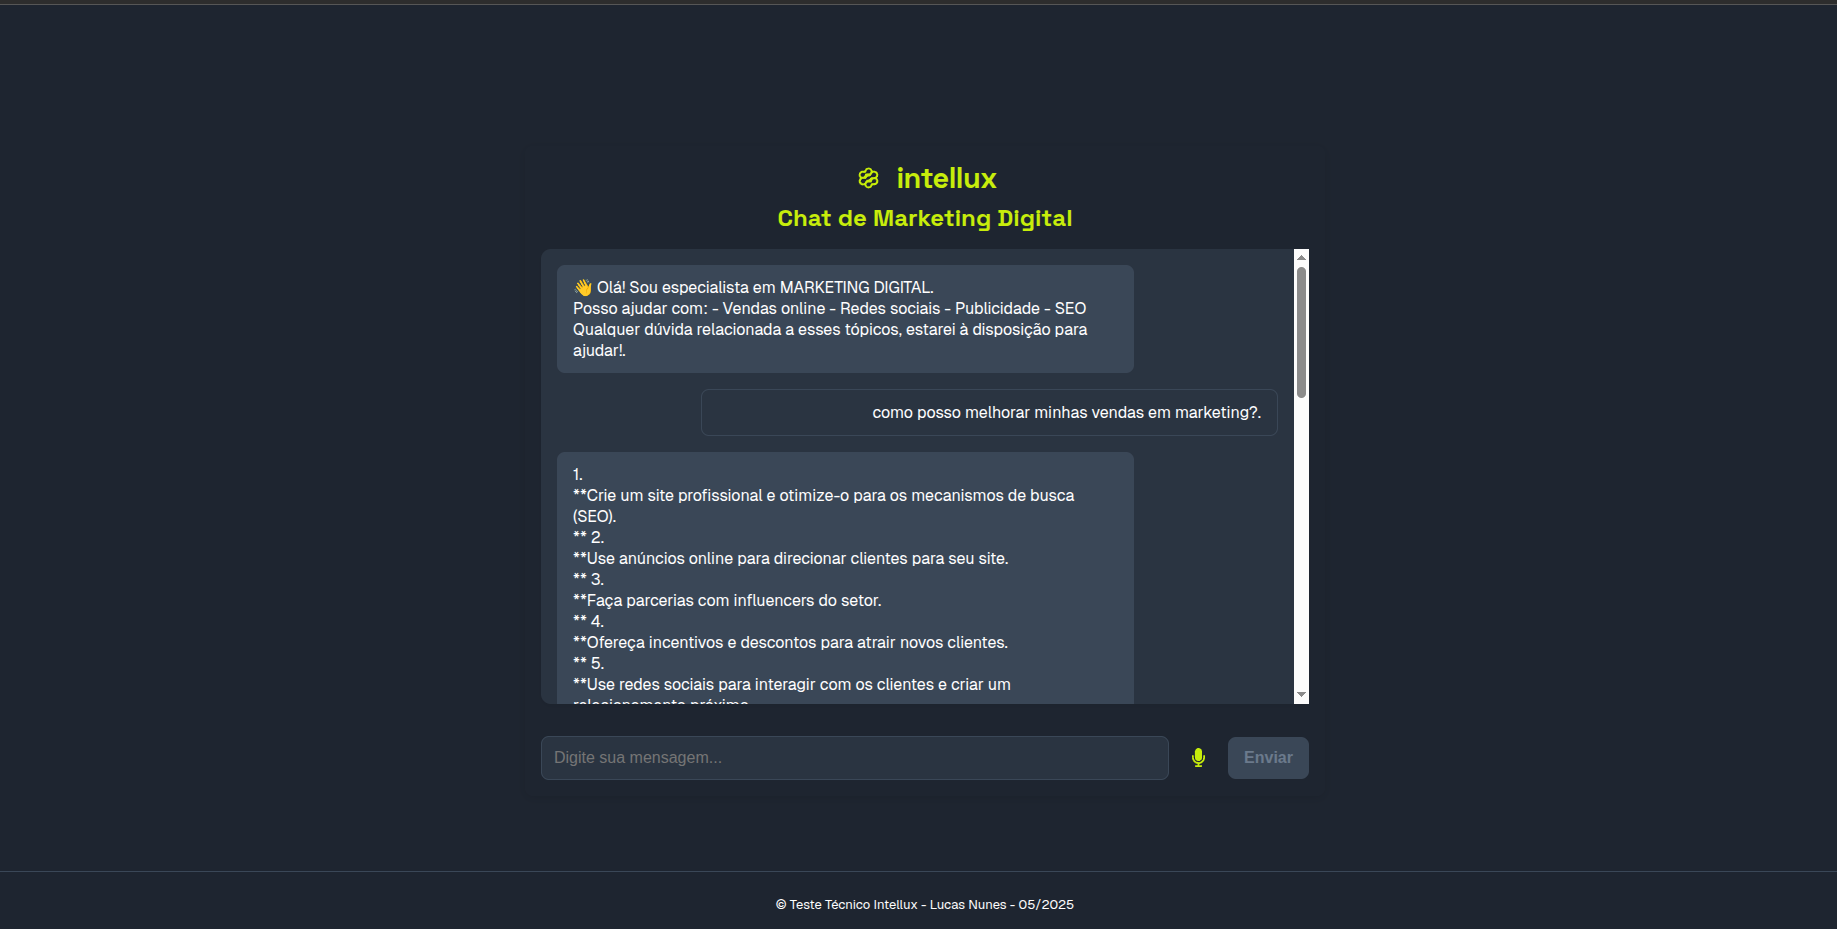 intellux
Chat de Marketing Digital
👋 Olá! Sou especialista em MARKETING DIGITAL.
Posso ajudar com: - Vendas online - Redes sociais - Publicidade - SEO
Qualquer dúvida relacionada a esses tópicos, estarei à disposição para
ajudar!.
como posso melhorar minhas vendas em marketing?.
1.
**Crie um site profissional e otimize-o para os mecanismos de busca
(SEO).
** 2.
**Use anúncios online para direcionar clientes para seu site.
** 3.
**Faça parcerias com influencers do setor.
** 4.
**Ofereça incentivos e descontos para atrair novos clientes.
** 5.
**Use redes sociais para interagir com os clientes e criar um
relacionamento próximo
Digite sua mensagem...
Enviar
© Teste Técnico Intellux - Lucas Nunes - 05/2025